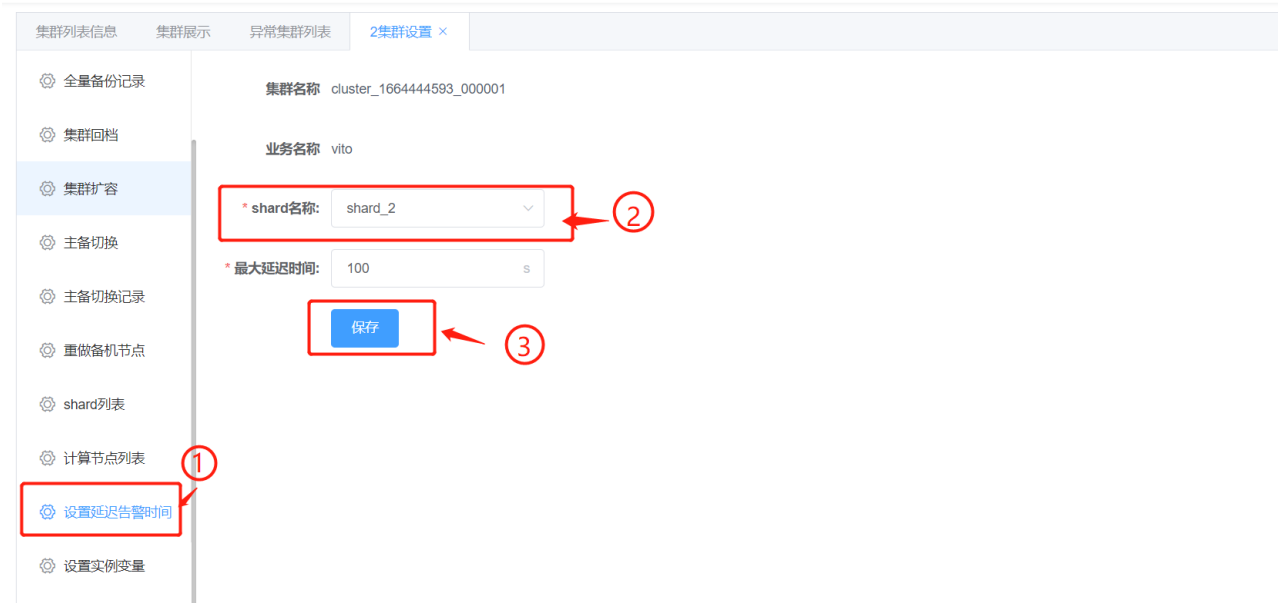 集群列表信息 集群展示 异常集群列表 2集群设置 ×
全量备份记录
集群回档
集群扩容
主备切换
主备切换记录
重做备机节点
shard列表
计算节点列表
设置延迟告警时间
设置实例变量
集群名称 cluster_1664444593_000001
业务名称 vito
* shard名称: shard_2
* 最大延迟时间: 100 s
保存
①
②
③